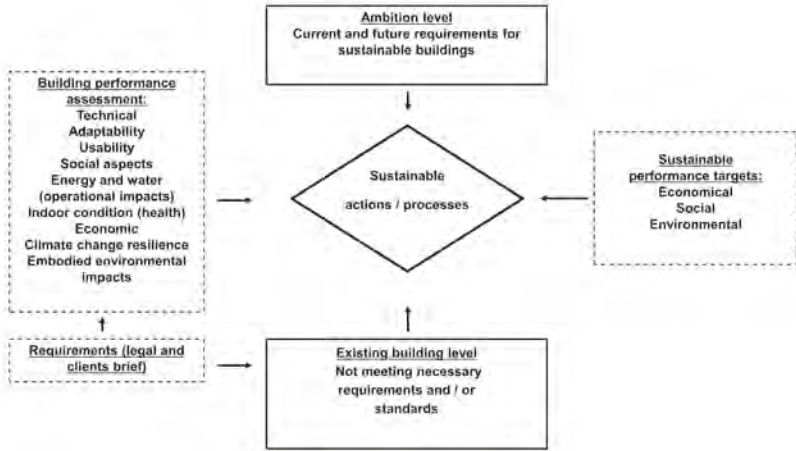 Ambition level
Current and future requirements for
sustainable buildings
Building performance
assessment:
Technical
Adaptability
Usability
Social aspects
Energy and water
(operational impacts)
Indoor condition (health)
Economic
Climate change resilience
Embodied environmental
impacts
Sustainable
actions / processes
Sustainable
performance targets:
Economical
Social
Environmental
Requirements (legal and
clients brief)
Existing building level
Not meeting necessary
requirements and / or
standards